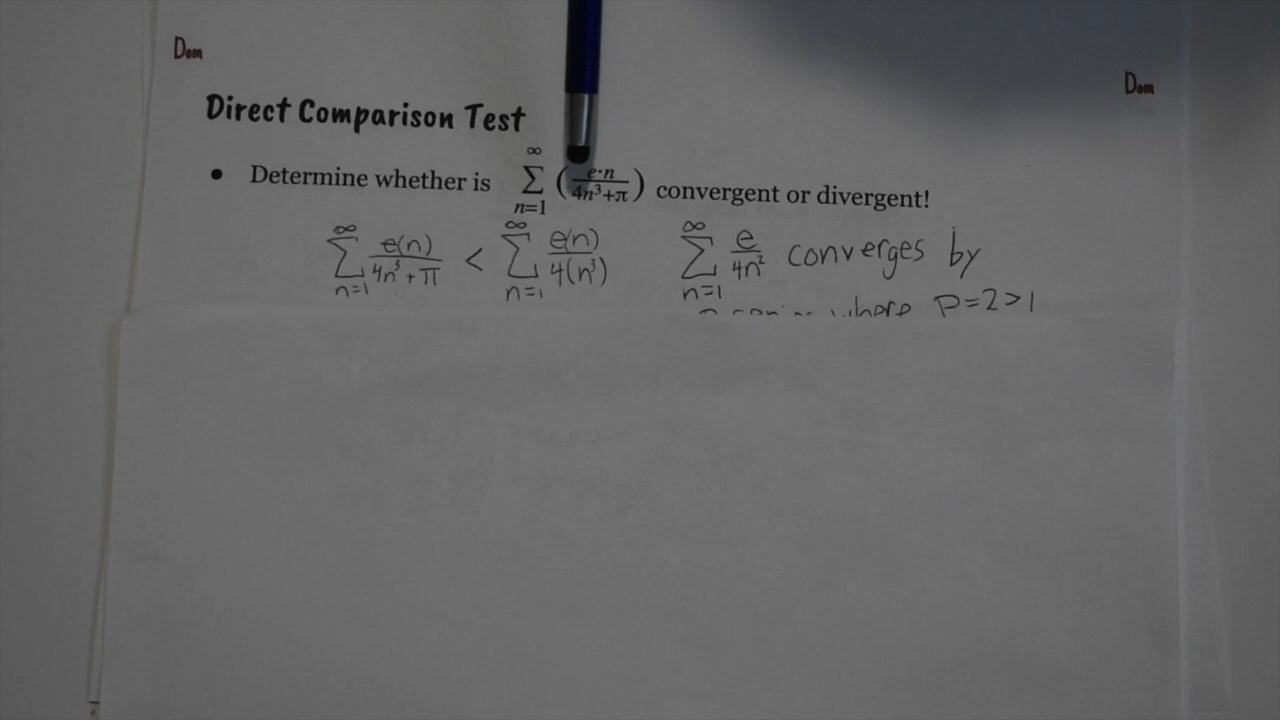 Dom
Dom
Direct Comparison Test
• Determine whether is ∞ Σ n=1 (e·n / 4n³+π) convergent or divergent!
∞ Σ n=1 e(n) / 4n³+π < ∞ Σ n=1 e(n) / 4(n³)
∞ Σ n=1 e / 4n² converges by
where P=2>1